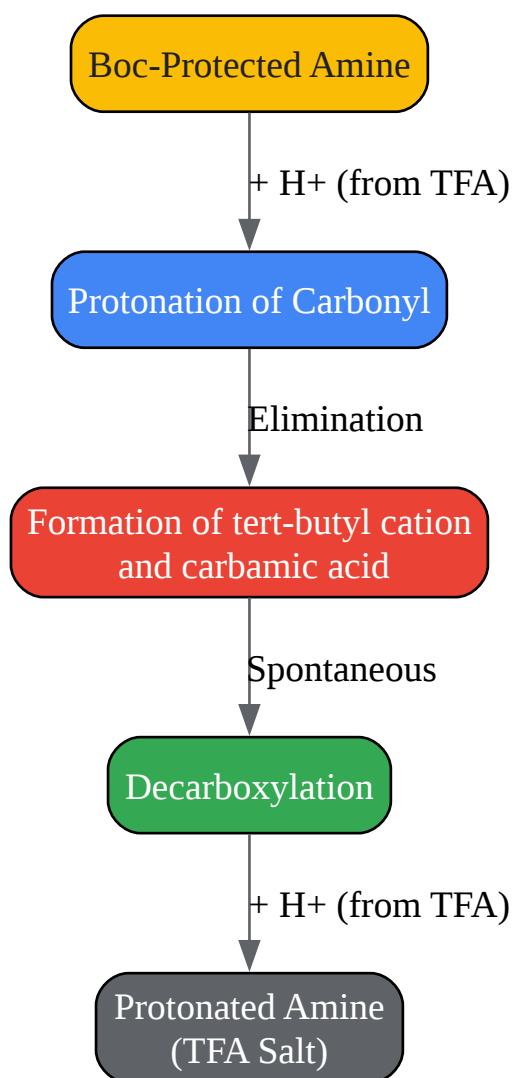 Boc-Protected Amine
+ H+ (from TFA)
Protonation of Carbonyl
Elimination
Formation of tert-butyl cation
and carbamic acid
Spontaneous
Decarboxylation
+ H+ (from TFA)
Protonated Amine
(TFA Salt)